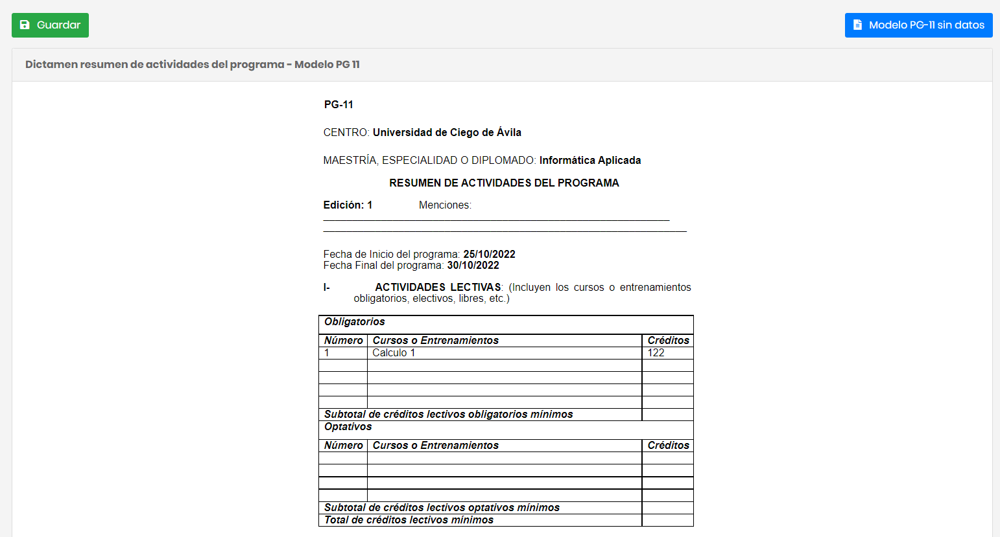 Guardar
Modelo PG-11 sin datos
Dictamen resumen de actividades del programa - Modelo PG 11
PG-11
CENTRO: Universidad de Ciego de Ávila
MAESTRÍA, ESPECIALIDAD O DIPLOMADO: Informática Aplicada
RESUMEN DE ACTIVIDADES DEL PROGRAMA
Edición: 1 Menciones:
Fecha de Inicio del programa: 25/10/2022
Fecha Final del programa: 30/10/2022
I- ACTIVIDADES LECTIVAS: (Incluyen los cursos o entrenamientos
obligatorios, electivos, libres, etc.)
Obligatorios
Número Cursos o Entrenamientos Créditos
1 Calculo 1 122
Subtotal de créditos lectivos obligatorios mínimos
Optativos
Número Cursos o Entrenamientos Créditos
Subtotal de créditos lectivos optativos mínimos
Total de créditos lectivos mínimos